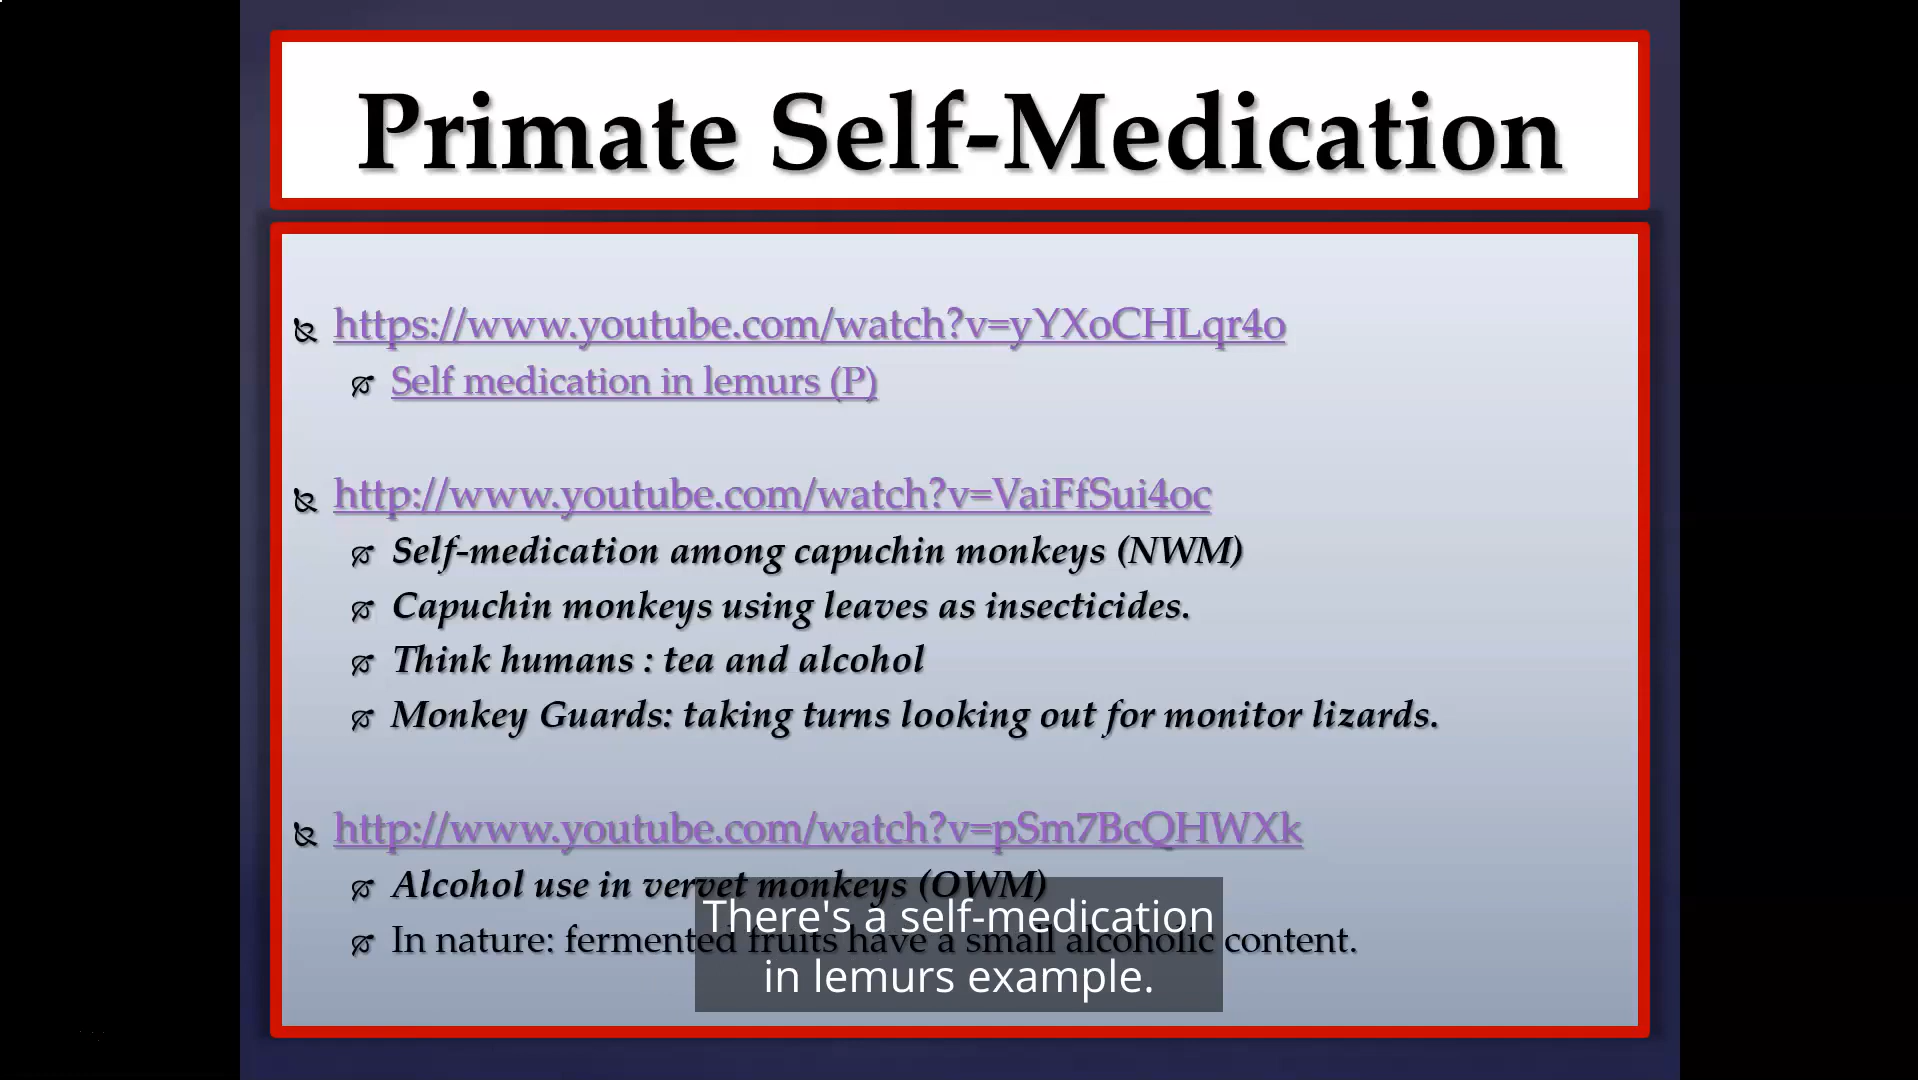 Primate Self-Medication
https://www.youtube.com/watch?v=yYXoCHLqr4o
Self medication in lemurs (P)
http://www.youtube.com/watch?v=VaiFfSui4oc
Self-medication among capuchin monkeys (NWM)
Capuchin monkeys using leaves as insecticides.
Think humans : tea and alcohol
Monkey Guards: taking turns looking out for monitor lizards.
http://www.youtube.com/watch?v=pSm7BcQHWXk
Alcohol use in vervet monkeys (OWM)
In nature: fermented fruits have a small alcoholic content.
There's a self-medication
in lemurs example.